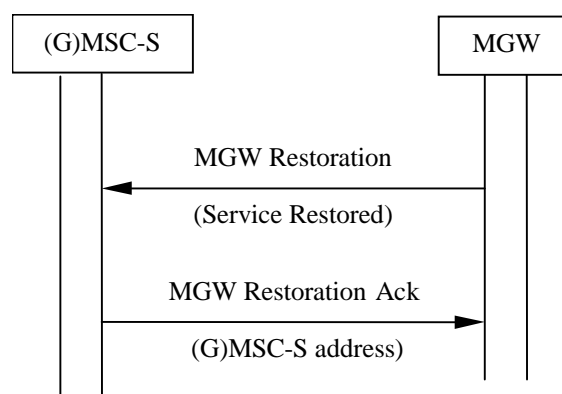 (G)MSC-S
MGW
MGW Restoration
(Service Restored)
MGW Restoration Ack
(G)MSC-S address)